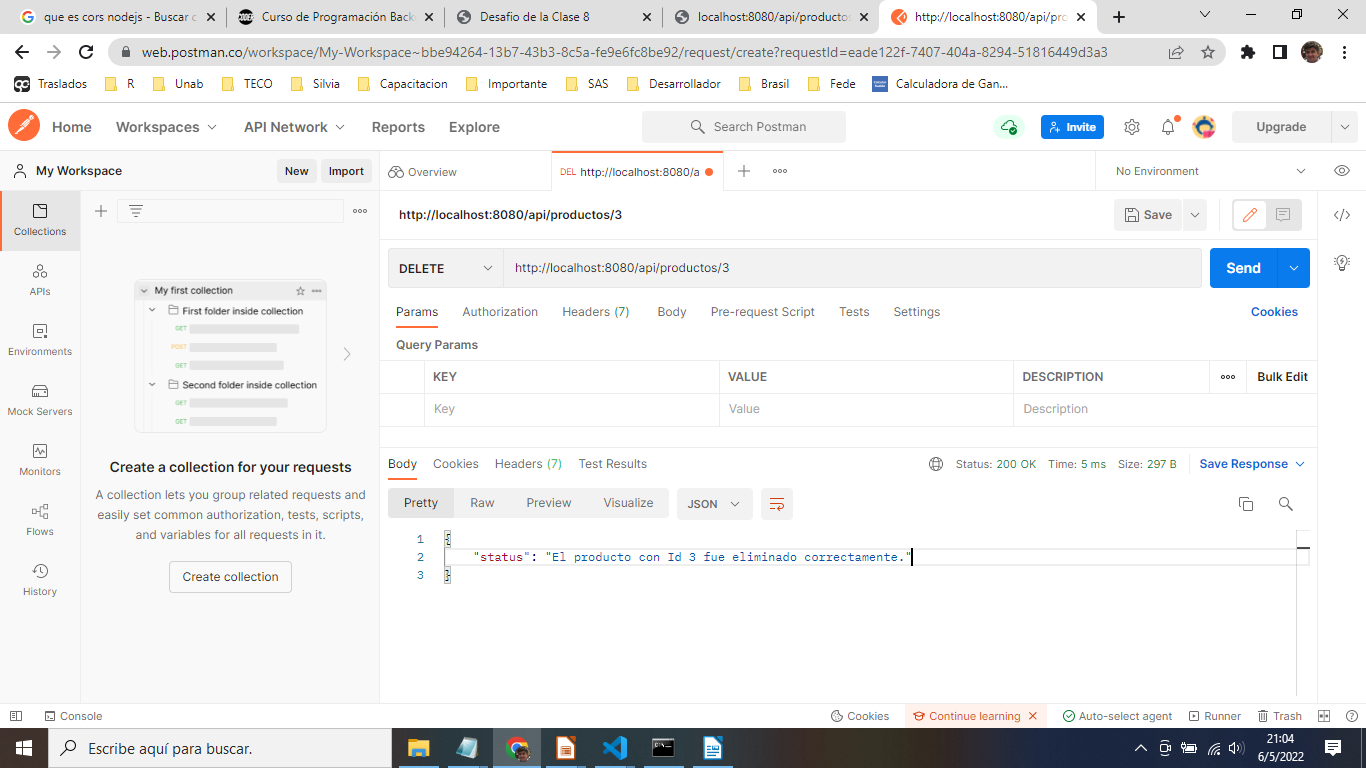 que es cors nodejs - Buscar c
Curso de Programación Back
Desafio de la Clase 8
localhost:8080/api/productos
http://localhost:8080/api/pro
web.postman.co/workspace/My-Workspace~bbe94264-13b7-43b3-8c5a-fe9e6fc8be92/request/create?requestId=eade122f-7407-404a-8294-51816449d3a3
Traslados R Unab TECO Silvia Capacitacion Importante SAS Desarrollador Brasil Fede Calculadora de Gan...
Home Workspaces API Network Reports Explore Search Postman Invite Upgrade
My Workspace New Import Overview DEL http://localhost:8080/a No Environment
Collections
APIs
Environments
Mock Servers
Monitors
Flows
History
My first collection
First folder inside collection
GET
POST
GET
Second folder inside collection
GET
GET
Create a collection for your requests
A collection lets you group related requests and
easily set common authorization, tests, scripts,
and variables for all requests in it.
Create collection
http://localhost:8080/api/productos/3 Save
DELETE http://localhost:8080/api/productos/3 Send
Params Authorization Headers (7) Body Pre-request Script Tests Settings Cookies
Query Params
KEY VALUE DESCRIPTION Bulk Edit
Key Value Description
Body Cookies Headers (7) Test Results Status: 200 OK Time: 5 ms Size: 297 B Save Response
Pretty Raw Preview Visualize JSON
1 {
2 "status": "El producto con Id 3 fue eliminado correctamente."
3 }
Console Cookies Continue learning Auto-select agent Runner Trash
Escribe aquí para buscar.
21:04
6/5/2022